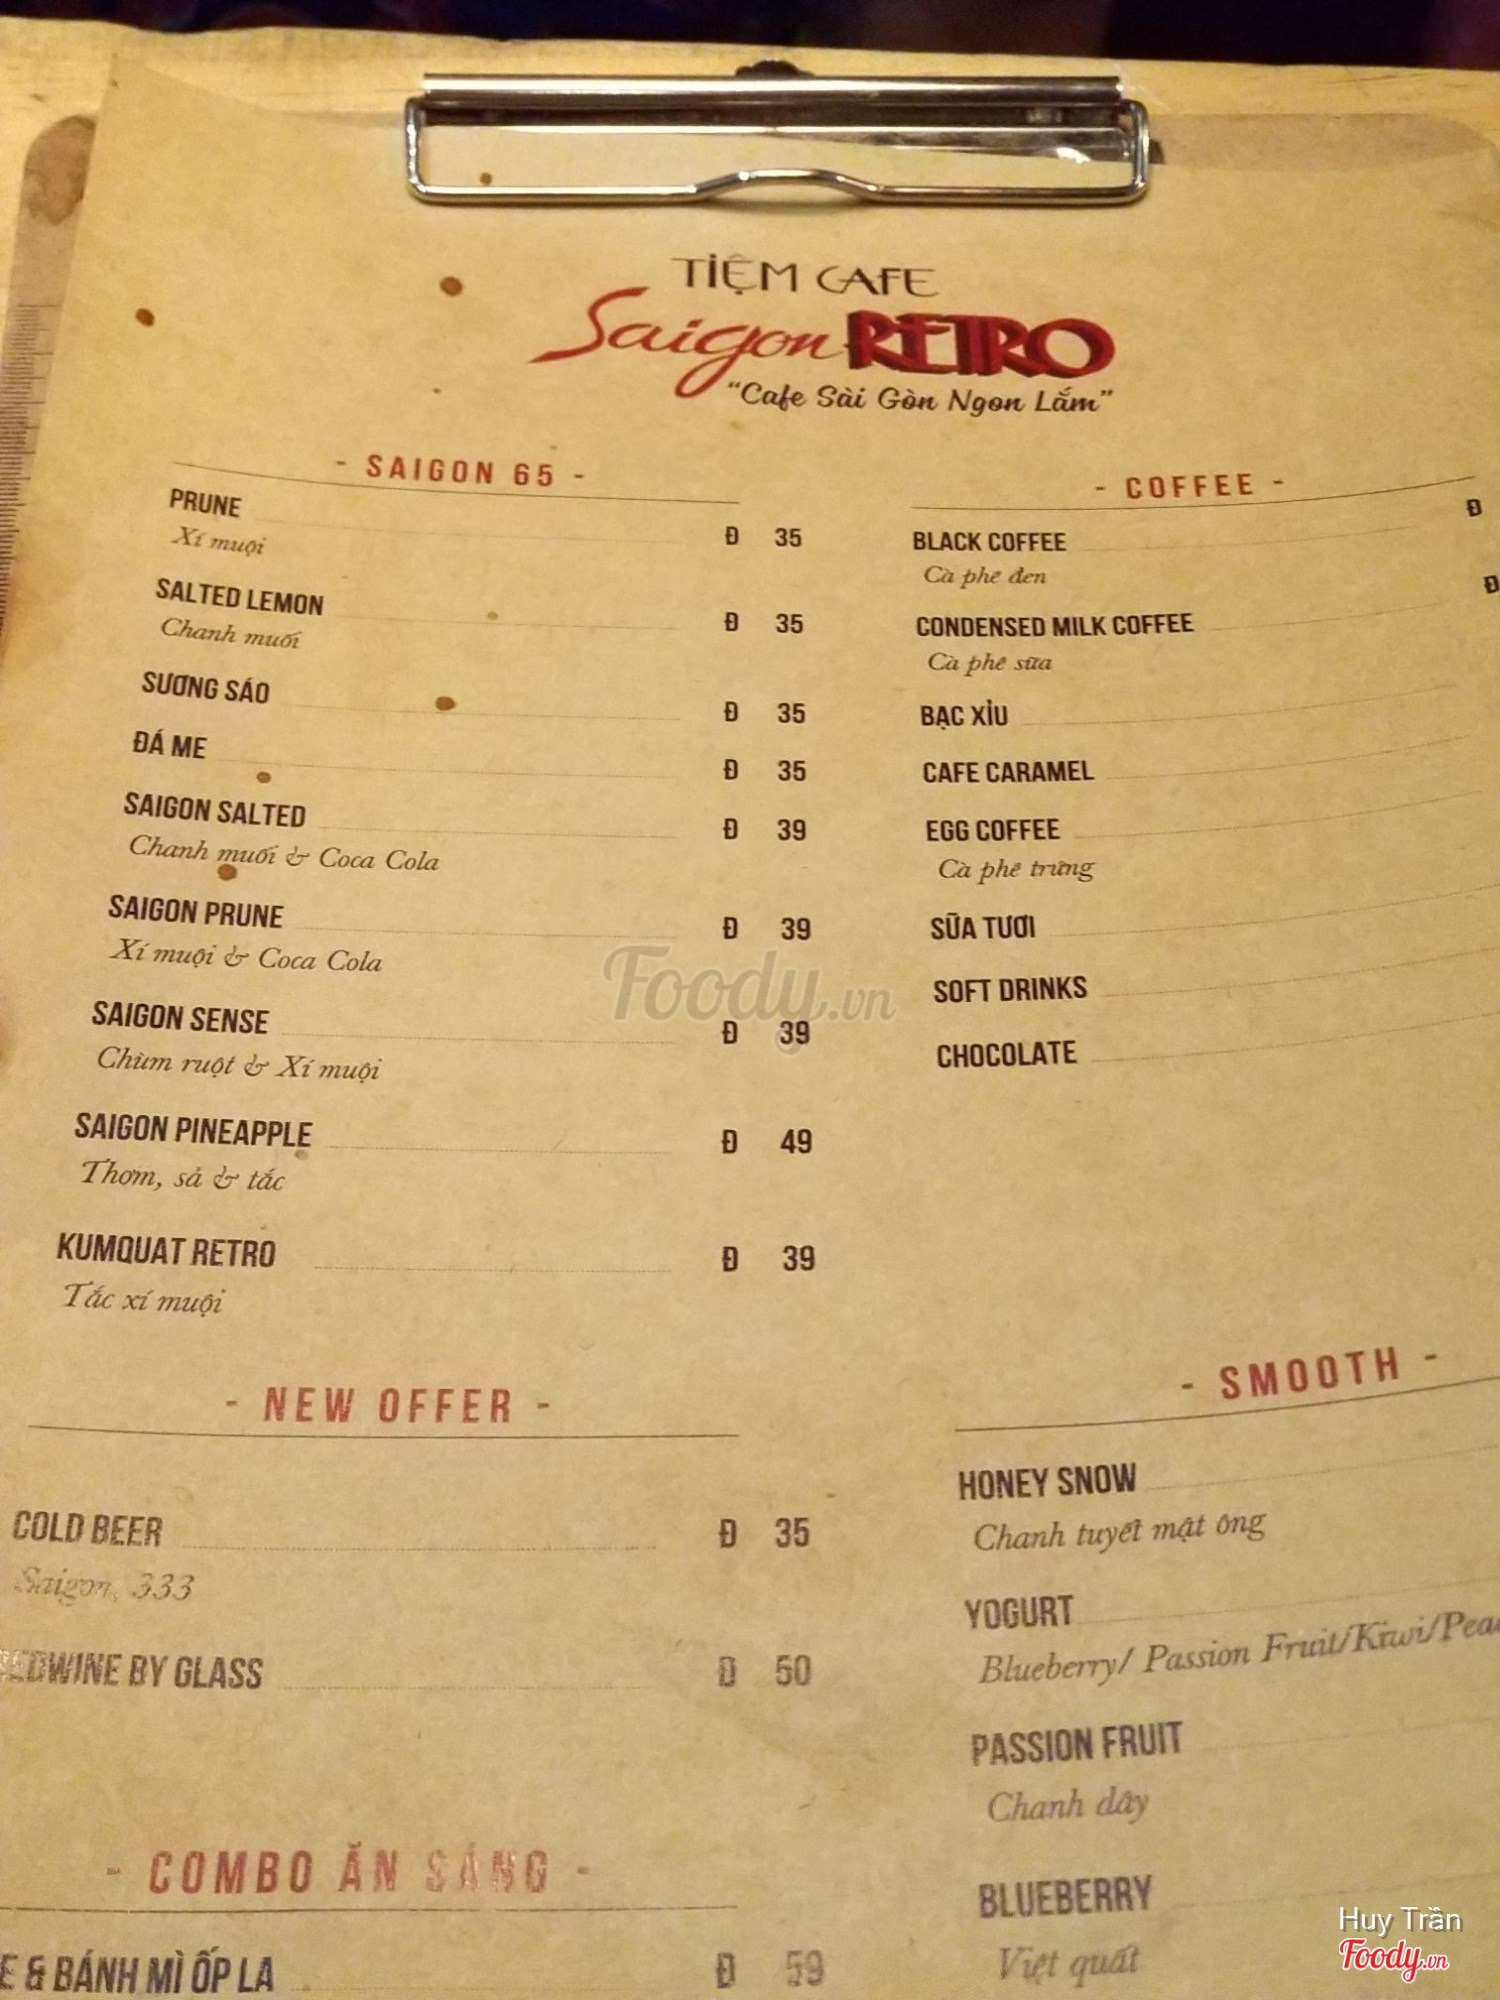 TIỆM CAFE
Saigon RETRO
"Cafe Sài Gòn Ngon Lắm"
- SAIGON 65 -
PRUNE Đ 35
Xí muội
SALTED LEMON Đ 35
Chanh muối
SƯƠNG SÁO Đ 35
ĐÁ ME Đ 35
SAIGON SALTED Đ 39
Chanh muối & Coca Cola
SAIGON PRUNE Đ 39
Xí muội & Coca Cola
SAIGON SENSE Đ 39
Chùm ruột & Xí muội
SAIGON PINEAPPLE Đ 49
Thơm, sả & tắc
KUMQUAT RETRO Đ 39
Tắc xí muội
- NEW OFFER -
COLD BEER Đ 35
Saigon, 333
EDWINE BY GLASS Đ 50
- COMBO ĂN SÁNG -
E & BÁNH MÌ ỐP LA Đ 59
- COFFEE -
BLACK COFFEE Đ
Cà phê đen
CONDENSED MILK COFFEE Đ
Cà phê sữa
BẠC XỈU
CAFE CARAMEL
EGG COFFEE
Cà phê trứng
SỮA TƯƠI
SOFT DRINKS
CHOCOLATE
- SMOOTH -
HONEY SNOW
Chanh tuyết mật ông
YOGURT
Blueberry/ Passion Fruit/Kiwi/Pea
PASSION FRUIT
Chanh dây
BLUEBERRY
Việt quất
Foody.vn
Huy Trần
Foody.vn